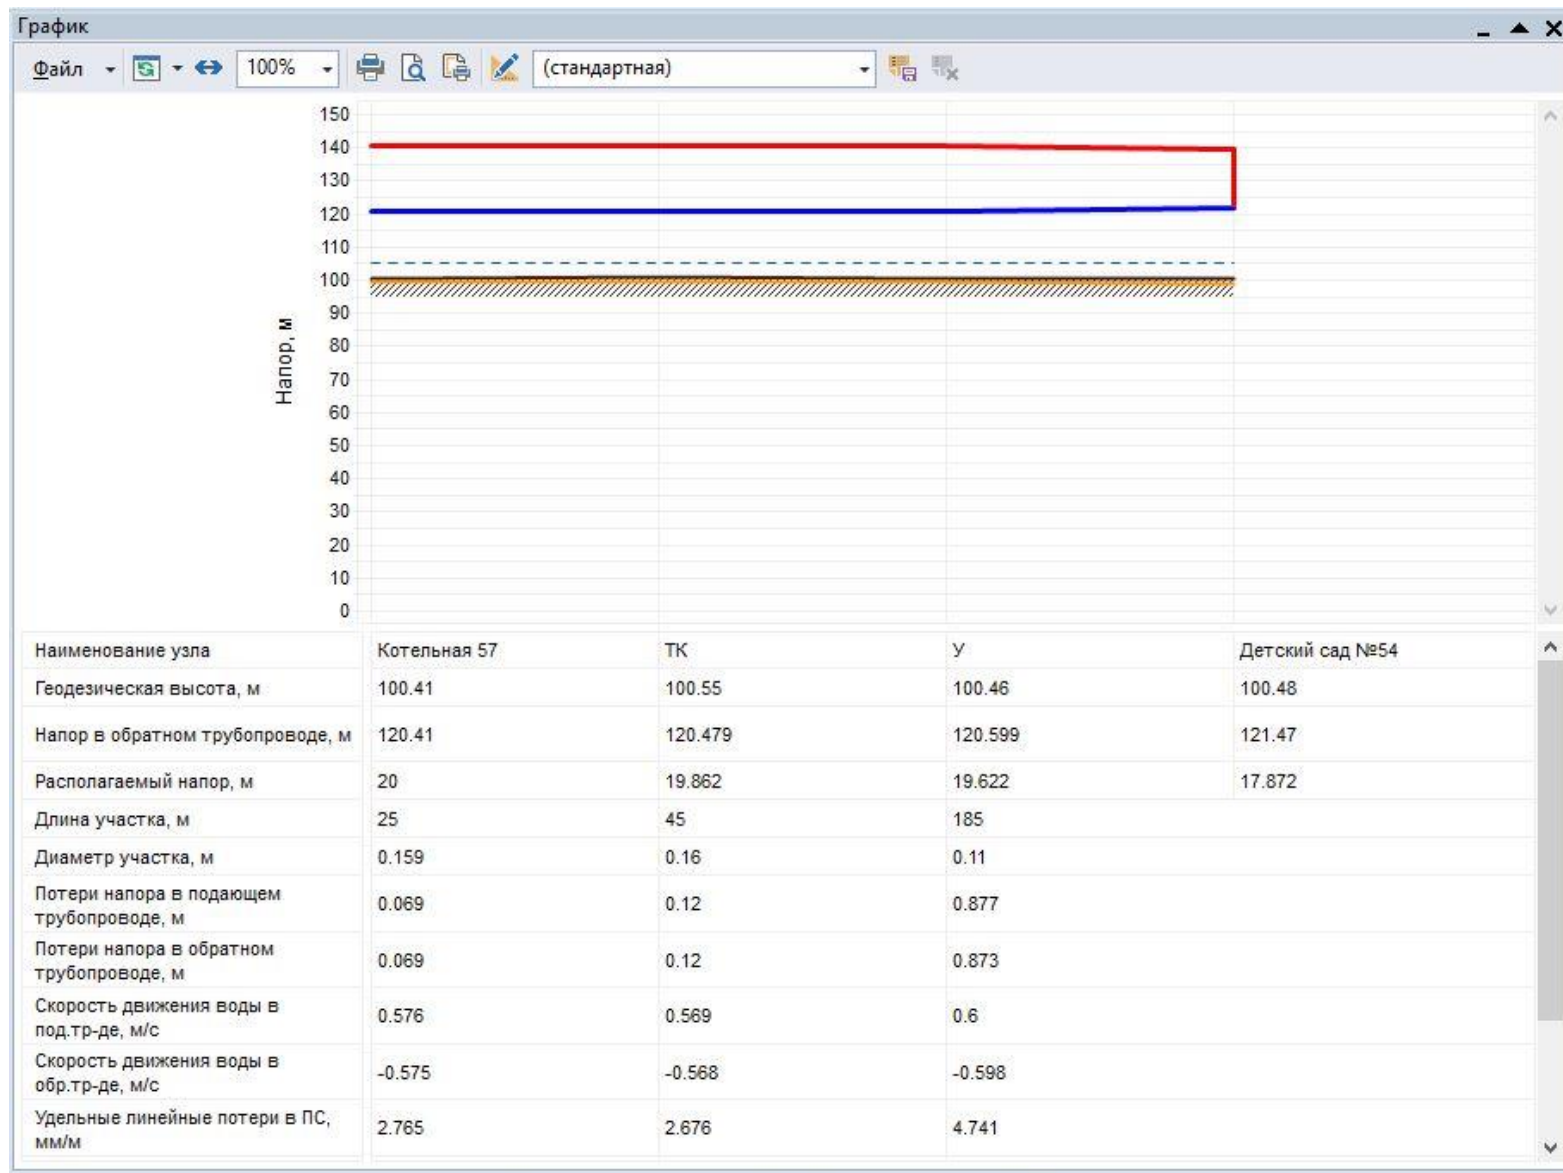 График
Файл 100% (стандартная)
150
140
130
120
110
100
90
80
70
60
50
40
30
20
10
0
Напор, м
Наименование узла Котельная 57 ТК У Детский сад №54
Геодезическая высота, м 100.41 100.55 100.46 100.48
Напор в обратном трубопроводе, м 120.41 120.479 120.599 121.47
Располагаемый напор, м 20 19.862 19.622 17.872
Длина участка, м 25 45 185
Диаметр участка, м 0.159 0.16 0.11
Потери напора в подающем
трубопроводе, м 0.069 0.12 0.877
Потери напора в обратном
трубопроводе, м 0.069 0.12 0.873
Скорость движения воды в
под.тр-де, м/с 0.576 0.569 0.6
Скорость движения воды в
обр.тр-де, м/с -0.575 -0.568 -0.598
Удельные линейные потери в ПС,
мм/м 2.765 2.676 4.741